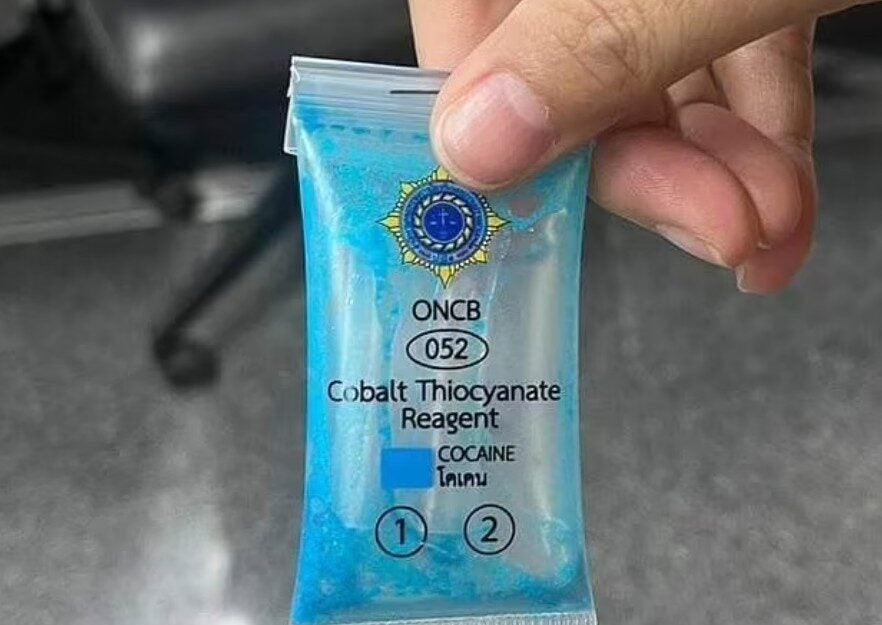 ONCB
052
Cobalt Thiocyanate
Reagent
COCAINE
โคเคน
1 2